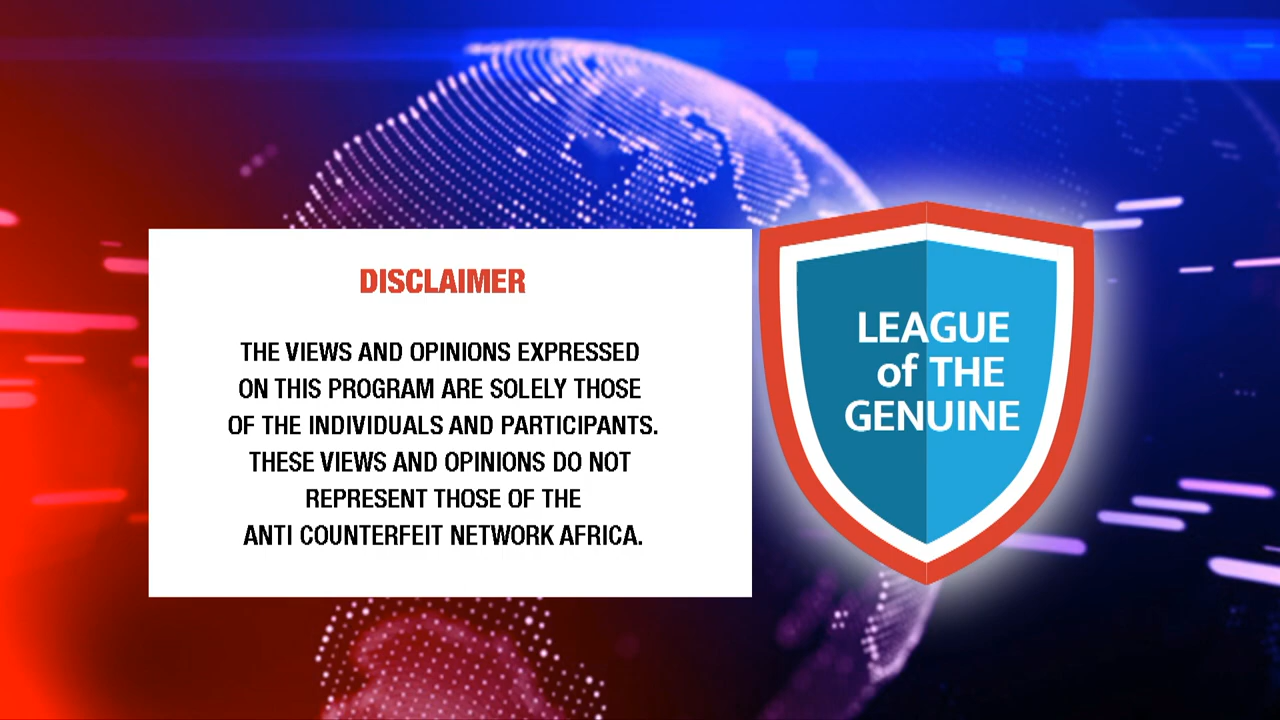 DISCLAIMER
THE VIEWS AND OPINIONS EXPRESSED
ON THIS PROGRAM ARE SOLELY THOSE
OF THE INDIVIDUALS AND PARTICIPANTS.
THESE VIEWS AND OPINIONS DO NOT
REPRESENT THOSE OF THE
ANTI COUNTERFEIT NETWORK AFRICA.
LEAGUE
of THE
GENUINE